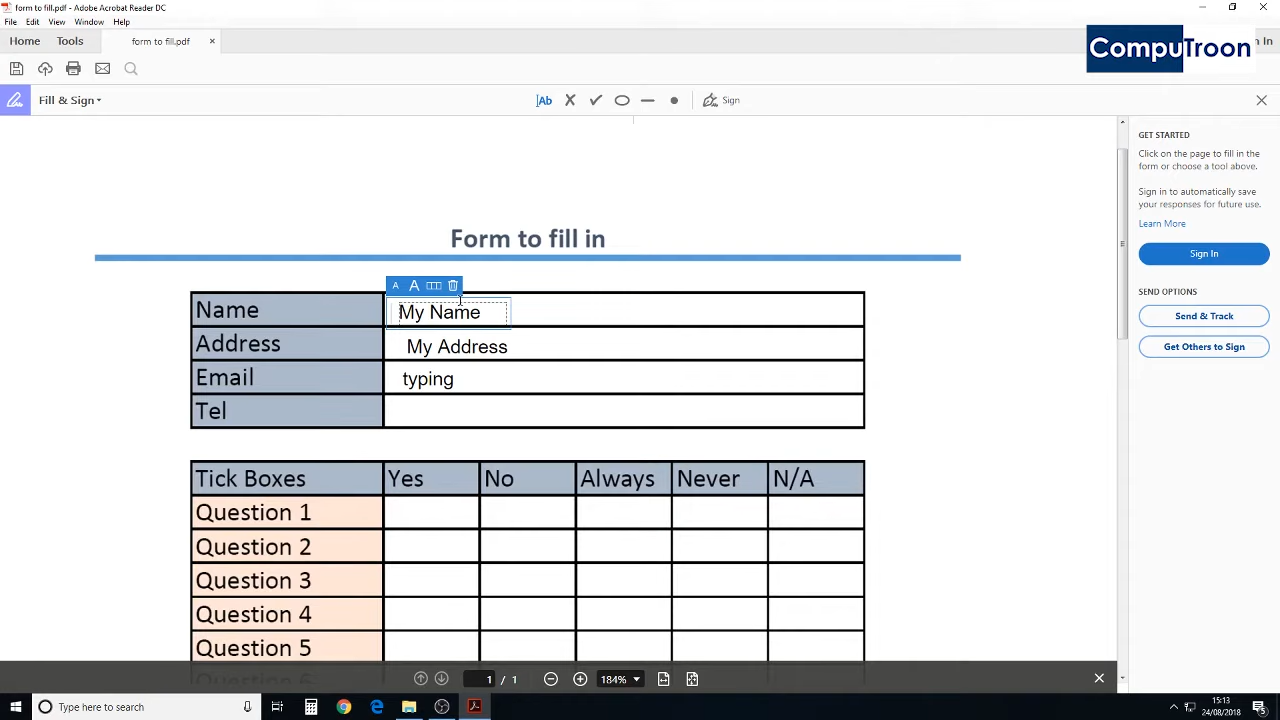 form to fill.pdf - Adobe Acrobat Reader DC
File Edit View Window Help
Home Tools form to fill.pdf × In
CompuTroon
Fill & Sign
Ab Sign
GET STARTED
Click on the page to fill in the
form or choose a tool above.
Sign in to automatically save
your responses for future use.
Learn More
Sign In
SEND OPTIONS
Send & Track
Get Others to Sign
Form to fill in
A A
Name My Name
Address My Address
Email typing
Tel
Tick Boxes Yes No Always Never N/A
Question 1
Question 2
Question 3
Question 4
Question 5
1 / 1 184%
Type here to search
15:13
24/08/2018